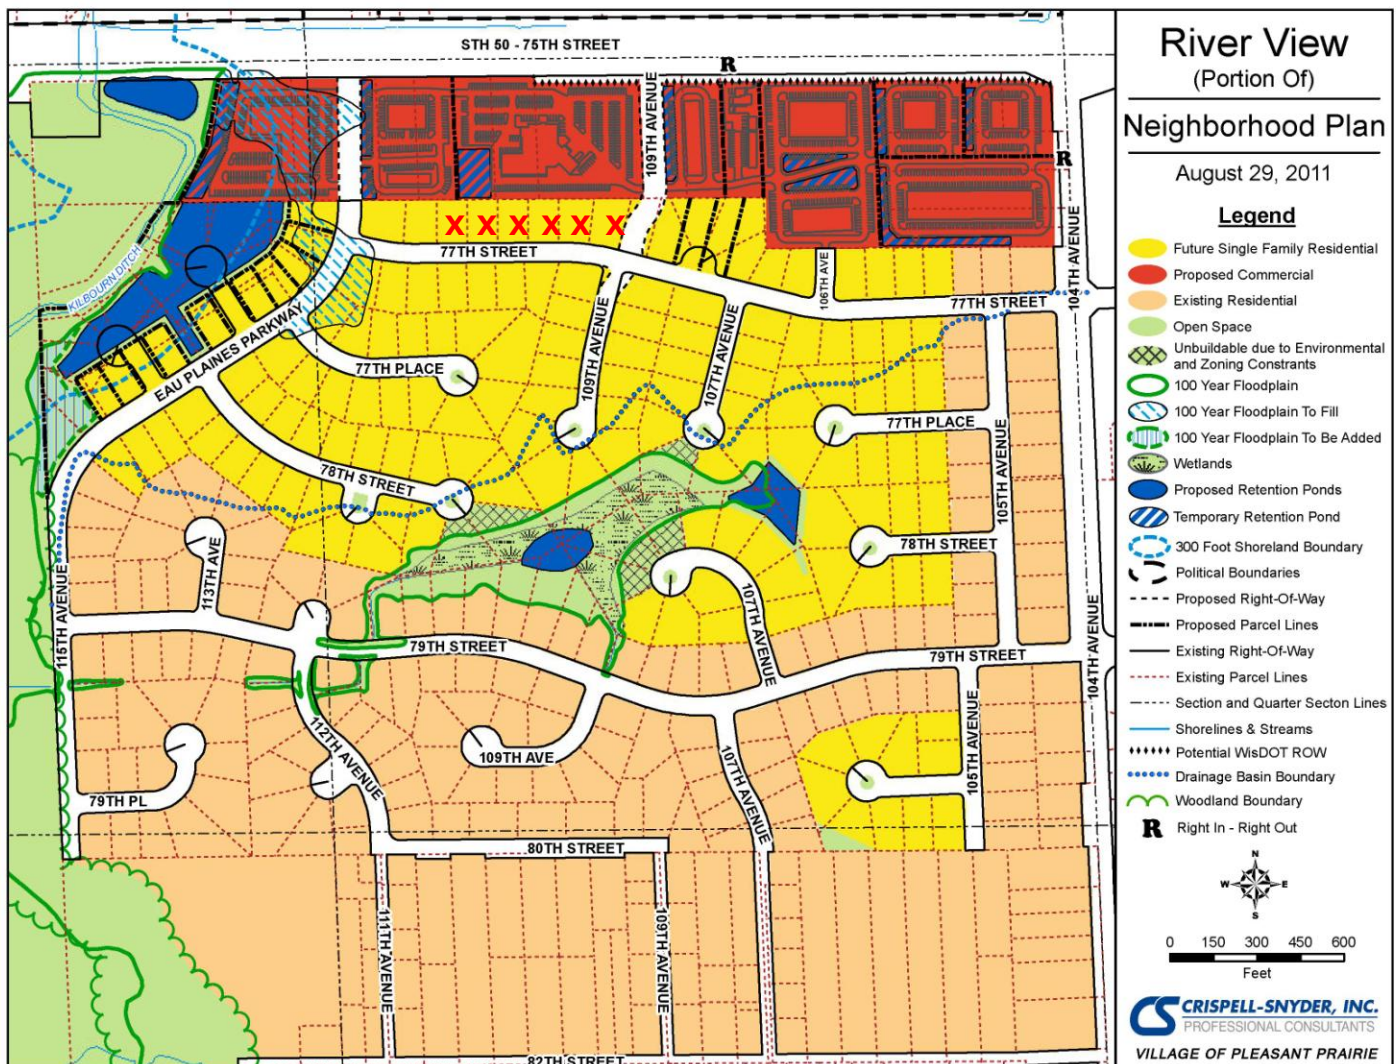 STH 50 - 75TH STREET
R
109TH AVENUE
R
104TH AVENUE
X X X X X X
77TH STREET
106TH AVE
77TH STREET
KILBOURN DITCH
EAU PLAINES PARKWAY
77TH PLACE
109TH AVENUE
107TH AVENUE
77TH PLACE
105TH AVENUE
78TH STREET
78TH STREET
113TH AVE
115TH AVENUE
107TH AVENUE
79TH STREET
79TH STREET
104TH AVENUE
112TH AVENUE
109TH AVE
107TH AVENUE
105TH AVENUE
79TH PL
80TH STREET
111TH AVENUE
109TH AVENUE
82TH STREET
River View
(Portion Of)
Neighborhood Plan
August 29, 2011
Legend
Future Single Family Residential
Proposed Commercial
Existing Residential
Open Space
Unbuildable due to Environmental
and Zoning Constrants
100 Year Floodplain
100 Year Floodplain To Fill
100 Year Floodplain To Be Added
Wetlands
Proposed Retention Ponds
Temporary Retention Pond
300 Foot Shoreland Boundary
Political Boundaries
Proposed Right-Of-Way
Proposed Parcel Lines
Existing Right-Of-Way
Existing Parcel Lines
Section and Quarter Secton Lines
Shorelines & Streams
Potential WisDOT ROW
Drainage Basin Boundary
Woodland Boundary
R Right In - Right Out
N
W E
S
0 150 300 450 600
Feet
CS CRISPELL-SNYDER, INC.
PROFESSIONAL CONSULTANTS
VILLAGE OF PLEASANT PRAIRIE